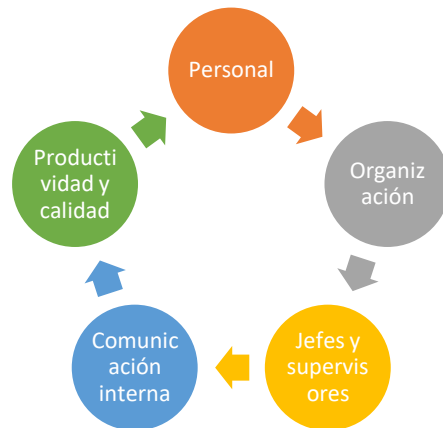 Personal
Organiz
ación
Jefes y
supervis
ores
Comunic
ación
interna
Producti
vidad y
calidad